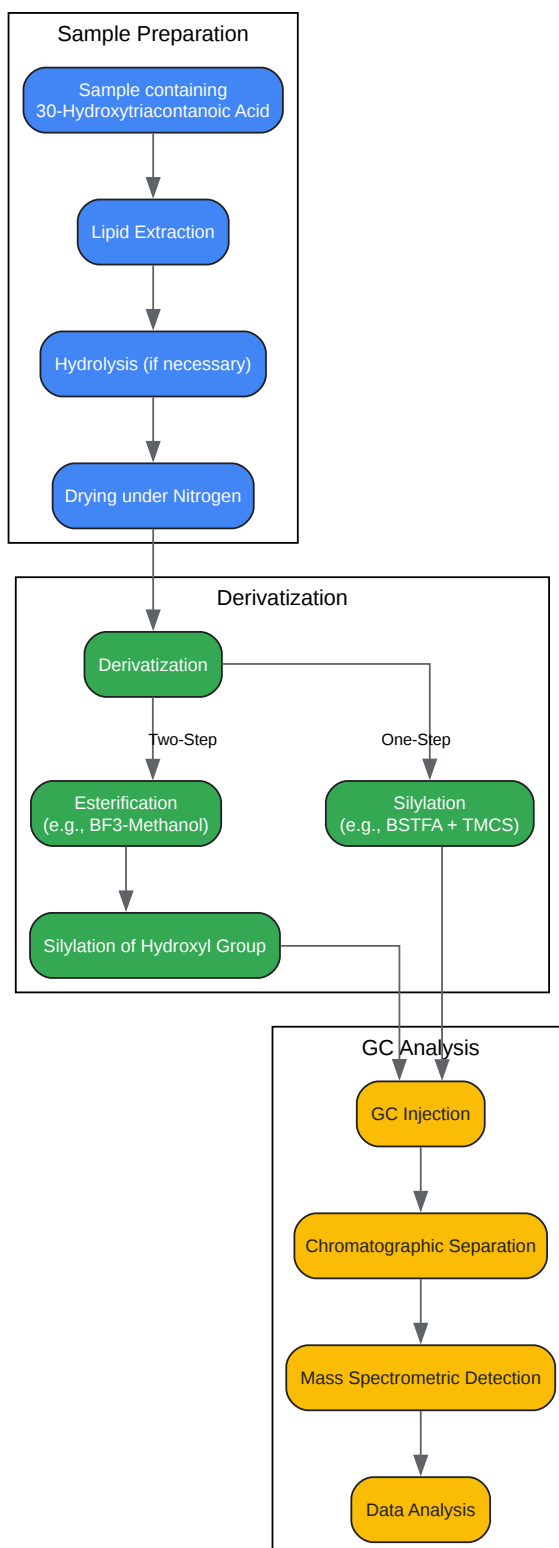 Sample Preparation
Sample containing
30-Hydroxytriacontanoic Acid
Lipid Extraction
Hydrolysis (if necessary)
Drying under Nitrogen
Derivatization
Derivatization
Two-Step
One-Step
Esterification
(e.g., BF3-Methanol)
Silylation
(e.g., BSTFA + TMCS)
Silylation of Hydroxyl Group
GC Analysis
GC Injection
Chromatographic Separation
Mass Spectrometric Detection
Data Analysis